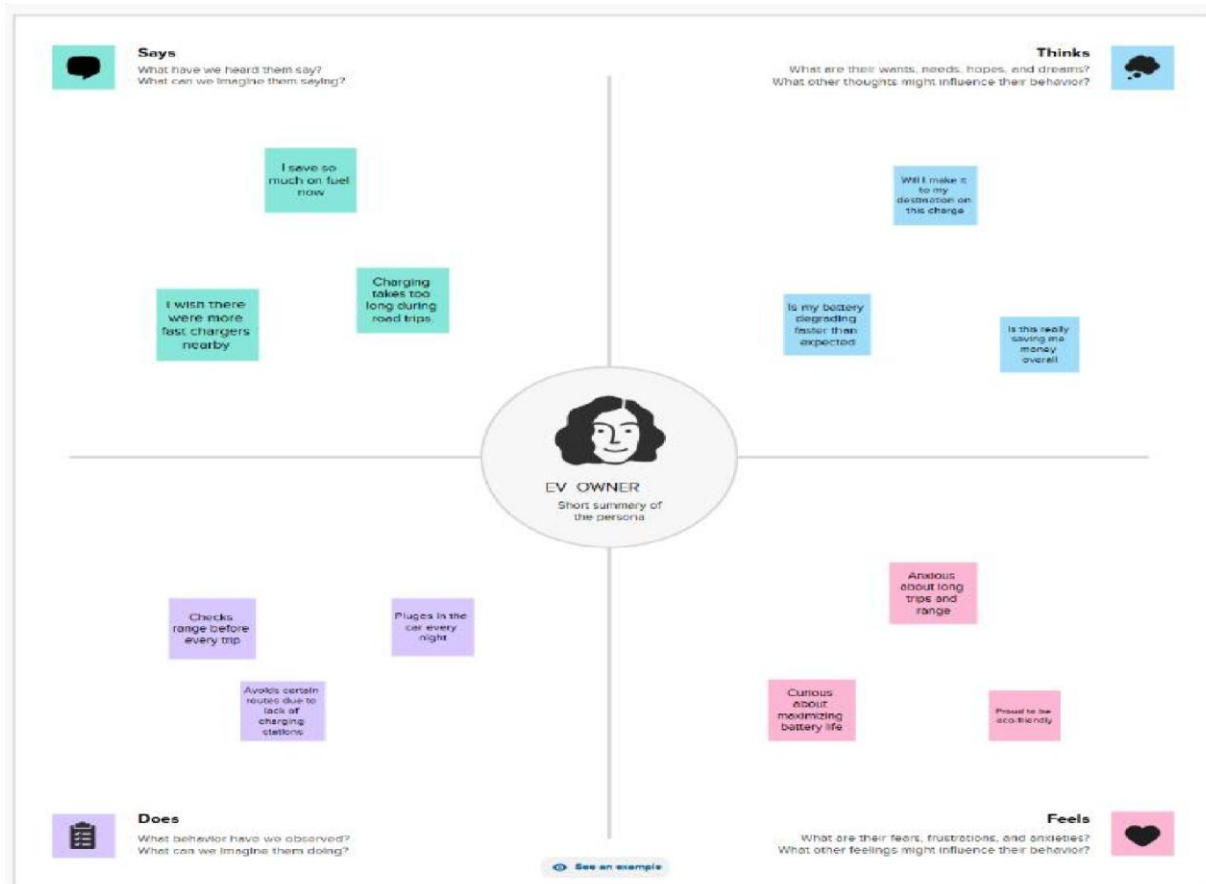 Says
What have we heard them say?
What can we imagine them saying?
Thinks
What are their wants, needs, hopes, and dreams?
What other thoughts might influence their behavior?
I save so
much on fuel
now
I wish there
were more
fast chargers
nearby
Charging
takes too
long during
road trips.
Will I make it
to my
destination on
this charge
Is my battery
degrading
faster than
expected
Is this really
saving me
money
overall
EV OWNER
Short summary of
the persona
Checks
range before
every trip
Pluges in the
car every
night
Avoids certain
routes due to
lack of
charging
stations
Anxious
about long
trips and
range
Curious
about
maximizing
battery life
Proud to be
eco-friendly
Does
What behavior have we observed?
What can we imagine them doing?
Feels
What are their fears, frustrations, and anxieties?
What other feelings might influence their behavior?
See an example